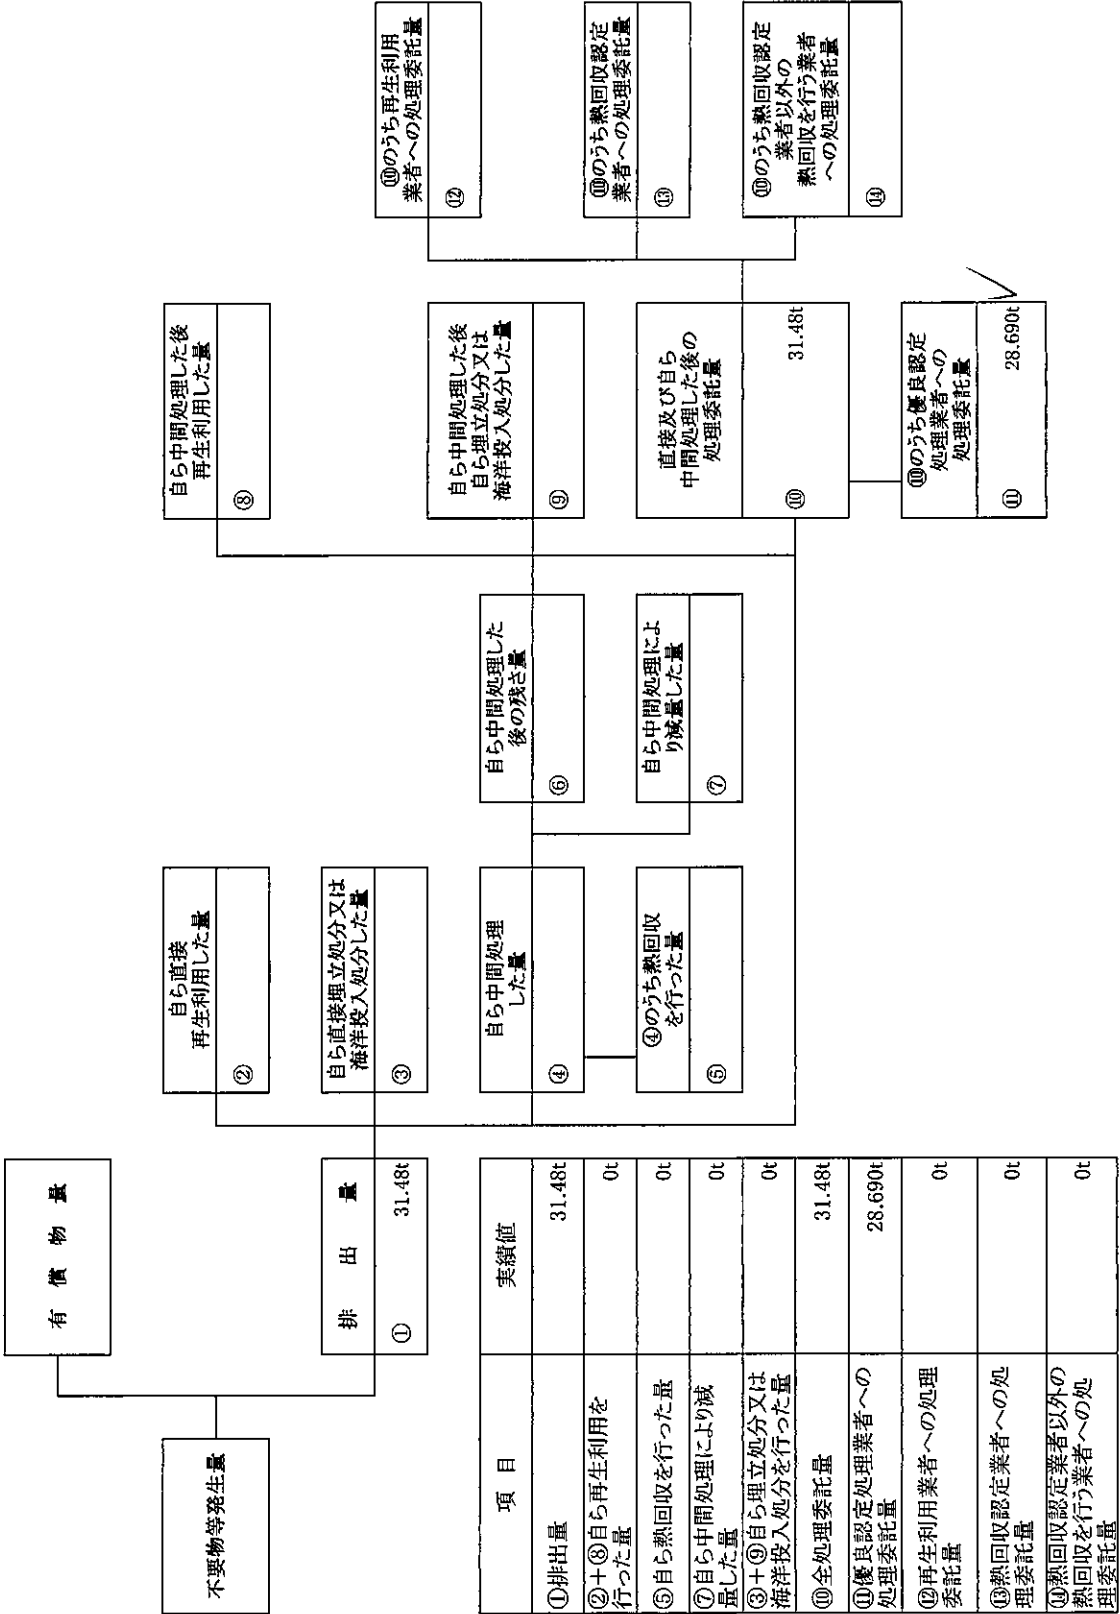 不要物等発生量
有 償 物 量
排 出 量
① 31.48t
自ら直接
再生利用した量
②
自ら直接埋立処分又は
海洋投入処分した量
③
自ら中間処理
した量
④
④のうち熱回収
を行った量
⑤
自ら中間処理した
後の残さ量
⑥
自ら中間処理によ
り減量した量
⑦
自ら中間処理した後
再生利用した量
⑧
自ら中間処理した後
自ら埋立処分又は
海洋投入処分した量
⑨
直接及び自ら
中間処理した後の
処理委託量
⑩ 31.48t
⑩のうち優良認定
処理業者への
処理委託量
⑪ 28.690t
⑩のうち再生利用
業者への処理委託量
⑫
⑩のうち熱回収認定
業者への処理委託量
⑬
⑩のうち熱回収認定
業者以外の
熱回収を行う業者
への処理委託量
⑭
項 目 実績値
①排出量 31.48t
②+⑧自ら再生利用を
行った量 0t
⑤自ら熱回収を行った量 0t
⑦自ら中間処理により減
量した量 0t
③+⑨自ら埋立処分又は
海洋投入処分を行った量 0t
⑩全処理委託量 31.48t
⑪優良認定処理業者への
処理委託量 28.690t
⑫再生利用業者への処理
委託量 0t
⑬熱回収認定業者への処
理委託量 0t
⑭熱回収認定業者以外の
熱回収を行う業者への処
理委託量 0t